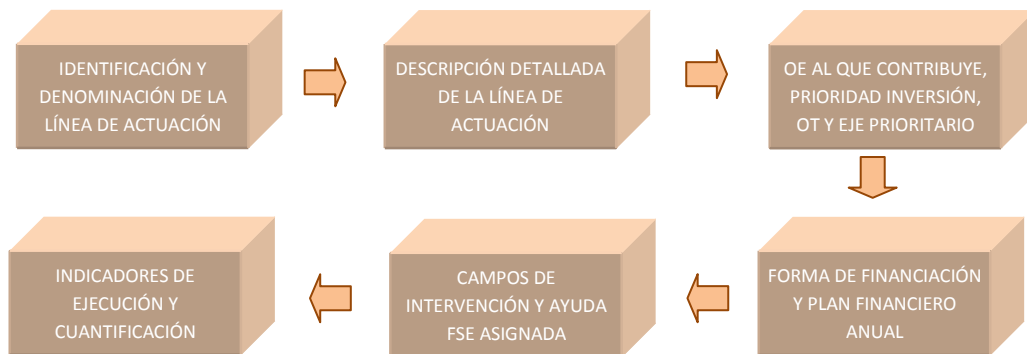 IDENTIFICACIÓN Y
DENOMINACIÓN DE LA
LÍNEA DE ACTUACIÓN
DESCRIPCIÓN DETALLADA
DE LA LÍNEA DE
ACTUACIÓN
OE AL QUE CONTRIBUYE,
PRIORIDAD INVERSIÓN,
OT Y EJE PRIORITARIO
FORMA DE FINANCIACIÓN
Y PLAN FINANCIERO
ANUAL
CAMPOS DE
INTERVENCIÓN Y AYUDA
FSE ASIGNADA
INDICADORES DE
EJECUCIÓN Y
CUANTIFICACIÓN